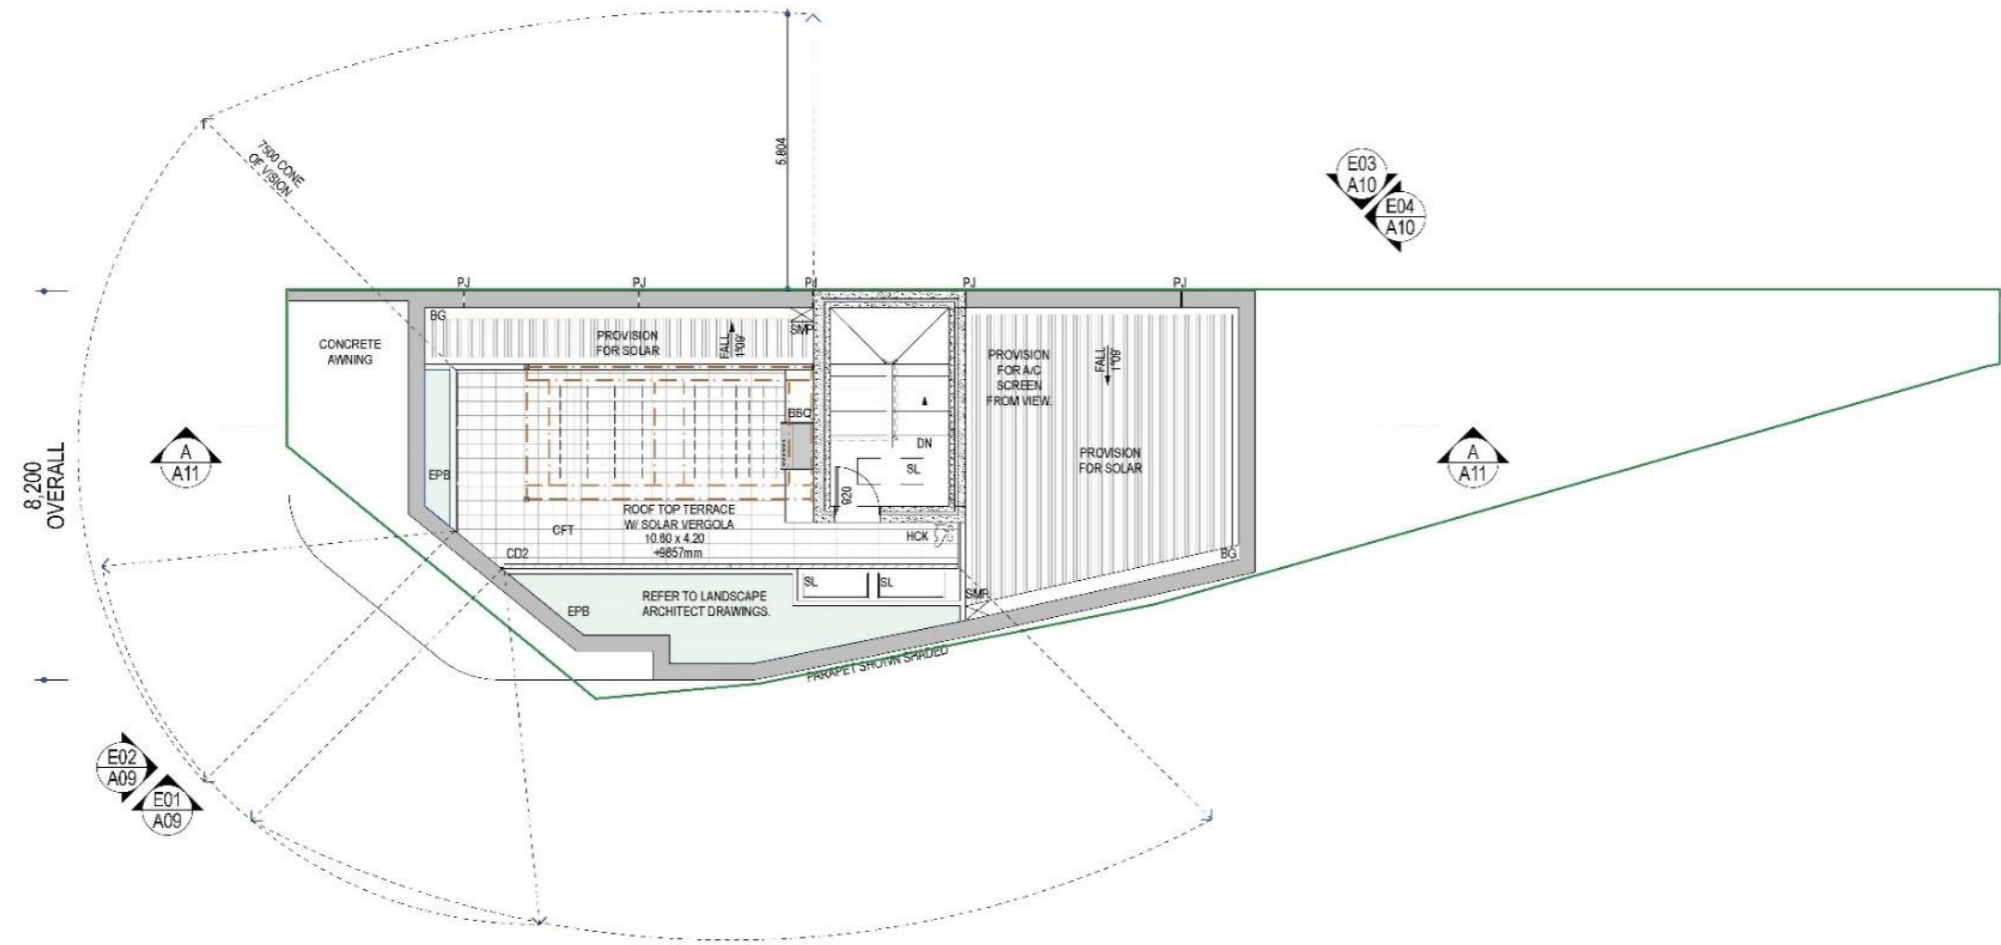 7500 CONE
OF VISION
5,804
E03
A10
E04
A10
8,200
OVERALL
PJ
PJ
PJ
PJ
PJ
CONCRETE
AWNING
BG
PROVISION
FOR SOLAR
FALL
1°09'
SMP
PROVISION
FOR A/C
SCREEN
FROM VIEW.
FALL
1°09'
BBQ
DN
SL
920
PROVISION
FOR SOLAR
A
A11
A
A11
EPB
CFT
CD2
ROOF TOP TERRACE
W/ SOLAR VERGOLA
10.60 x 4.20
+9857mm
HCK
BG
SL
SL
SMP
EPB
REFER TO LANDSCAPE
ARCHITECT DRAWINGS.
PARAPET SHOWN SHADED
E02
A09
E01
A09